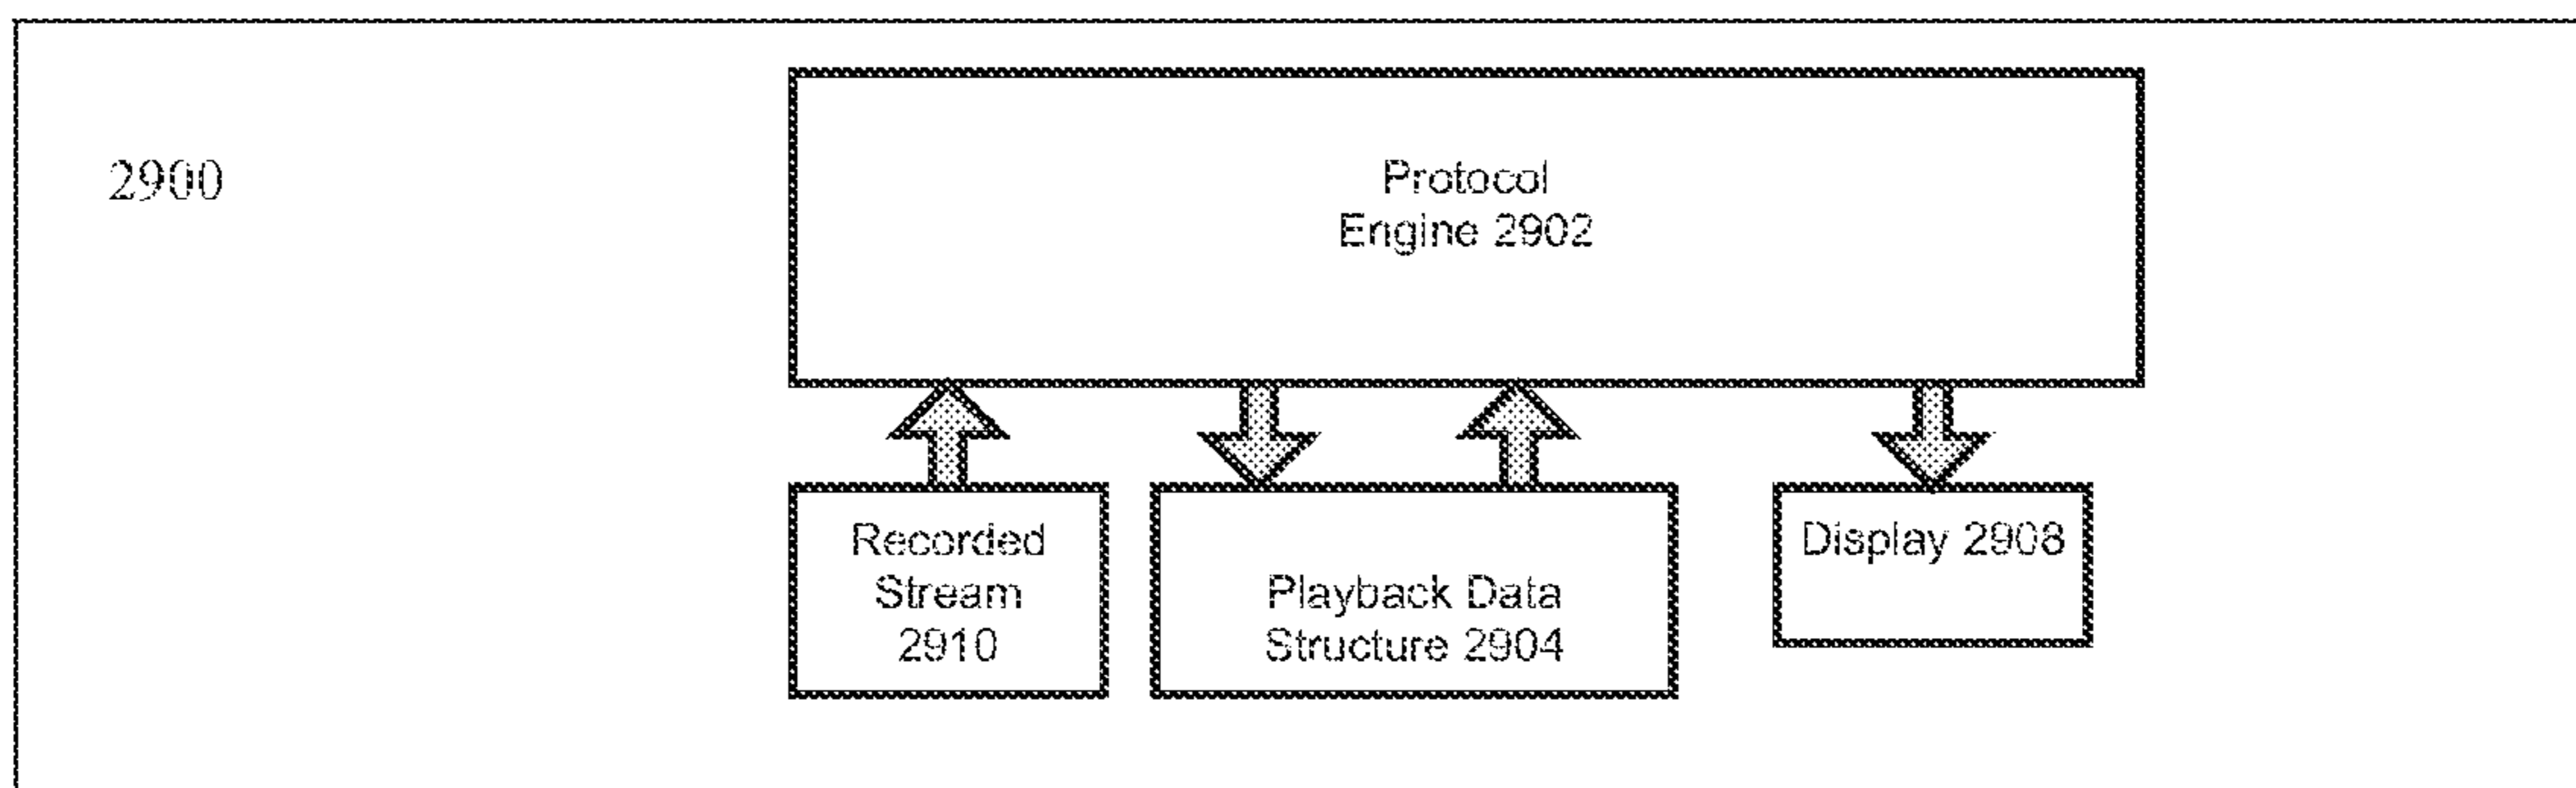 2900
Protocol
Engine 2902
Recorded
Stream
2910
Playback Data
Structure 2904
Display 2908